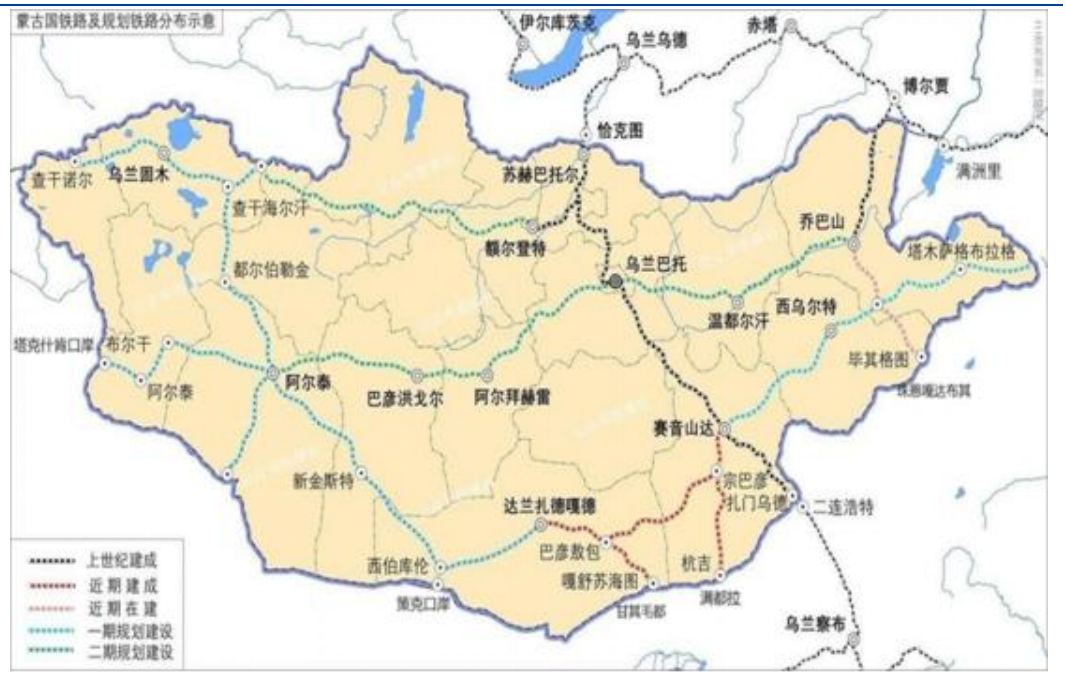 蒙古国铁路及规划铁路分布示意
伊尔库茨克
乌兰乌德
赤塔
博尔贾
恰克图
满洲里
查干诺尔
乌兰固木
苏赫巴托尔
查干海尔汗
额尔登特
乔巴山
塔木萨格布拉格
都尔伯勒金
乌兰巴托
温都尔汗
西乌尔特
塔克什肯口岸
布尔干
毕其格图
阿尔泰
阿尔泰
巴彦洪戈尔
阿尔拜赫雷
珠恩嘎达布其
赛音山达
新金斯特
宗巴彦
扎门乌德
二连浩特
达兰扎德嘎德
巴彦敖包
西伯库伦
嘎舒苏海图
杭吉
策克口岸
甘其毛都
满都拉
乌兰察布
上世纪建成
近期建成
近期在建
一期规划建设
二期规划建设